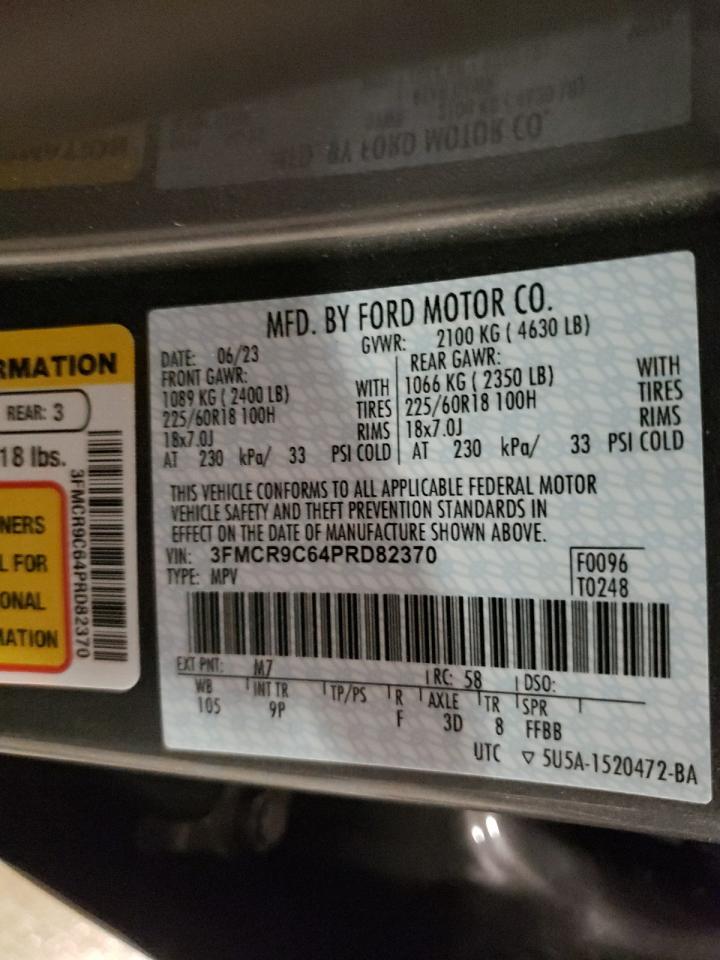 MFD. BY FORD MOTOR CO.
DATE: 06/23
GVWR: 2100 KG ( 4630 LB)
FRONT GAWR:
1089 KG ( 2400 LB) WITH
225/60R18 100H TIRES
18x7.0J RIMS
AT 230 kPa/ 33 PSI COLD
REAR GAWR:
1066 KG ( 2350 LB) WITH
225/60R18 100H TIRES
18x7.0J RIMS
AT 230 kPa/ 33 PSI COLD
THIS VEHICLE CONFORMS TO ALL APPLICABLE FEDERAL MOTOR
VEHICLE SAFETY AND THEFT PREVENTION STANDARDS IN
EFFECT ON THE DATE OF MANUFACTURE SHOWN ABOVE.
VIN: 3FMCR9C64PRD82370
TYPE: MPV
F0096
T0248
EXT PNT: M7 RC: 58 DSO:
WB INT TR TP/PS R AXLE TR SPR
105 9P F 3D 8 FFBB
UTC ▽ 5U5A-1520472-BA
RMATION
REAR: 3
18 lbs.
NERS
L FOR
ONAL
MATION
3FMCR9C64PRD82370
MFD. BY FORD MOTOR CO.